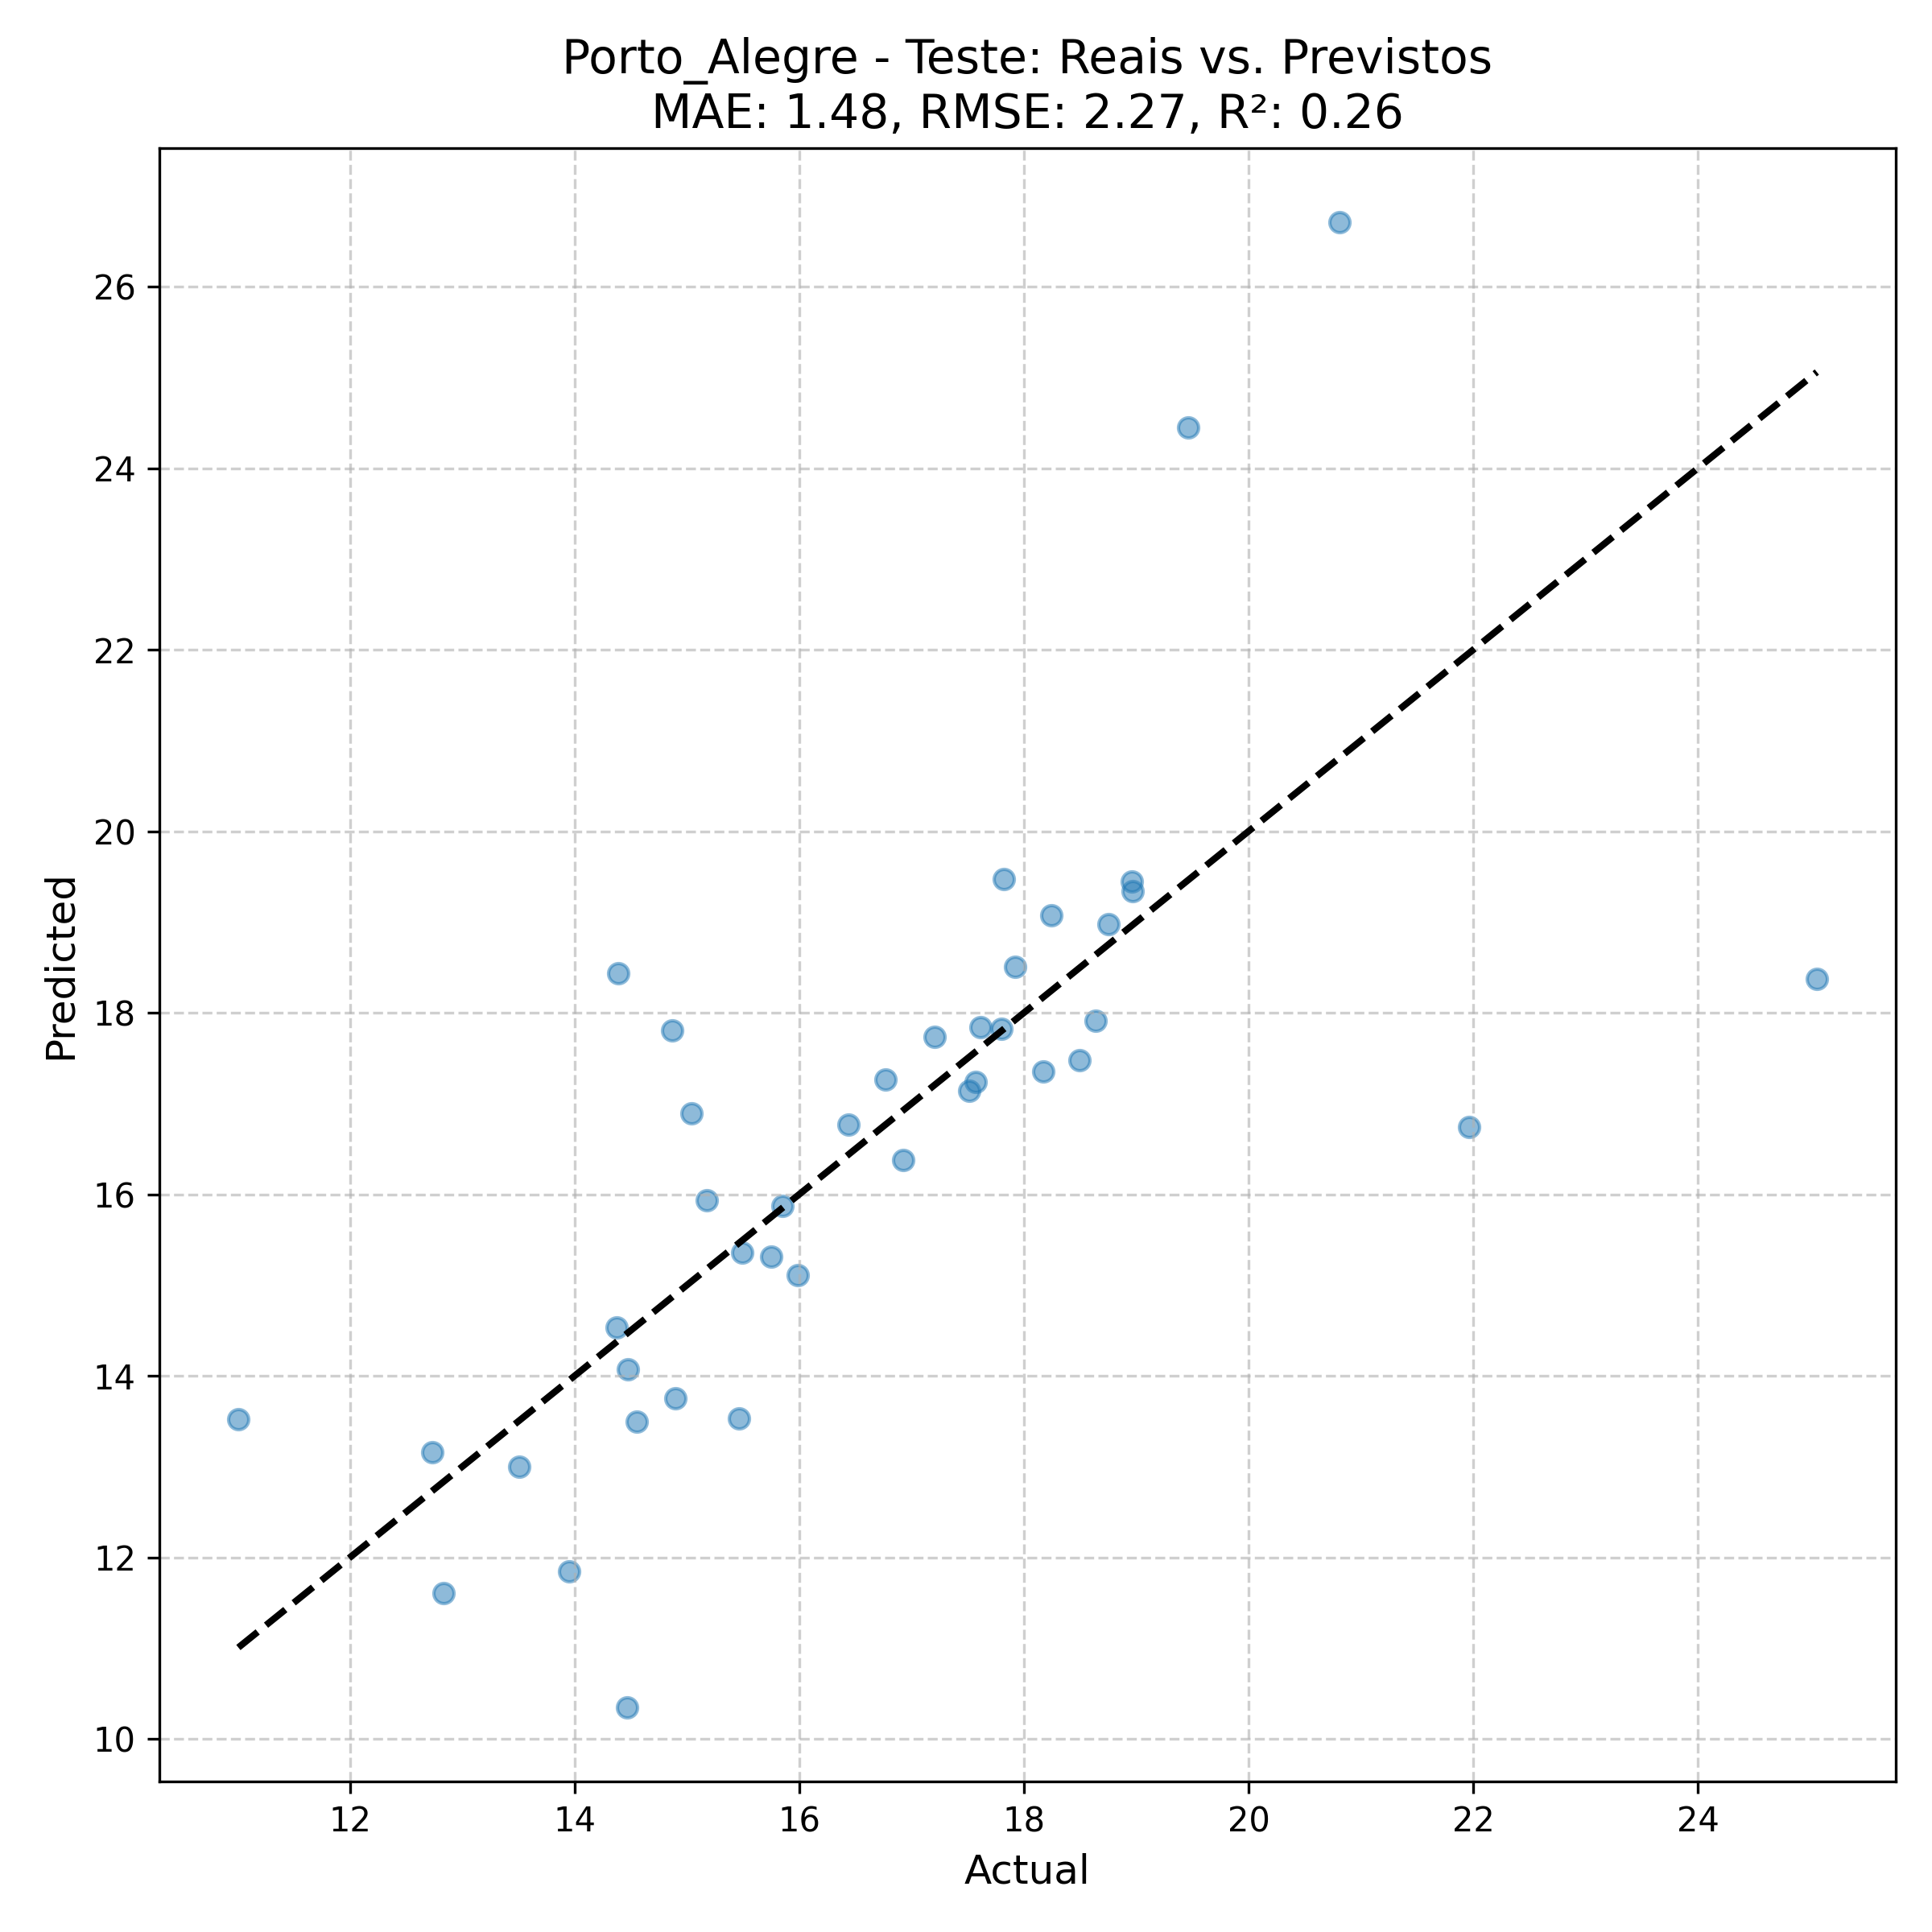 Porto_Alegre - Teste: Reais vs. Previstos
MAE: 1.48, RMSE: 2.27, R²: 0.26
26
24
22
20
18
16
14
12
10
Predicted
12 14 16 18 20 22 24
Actual